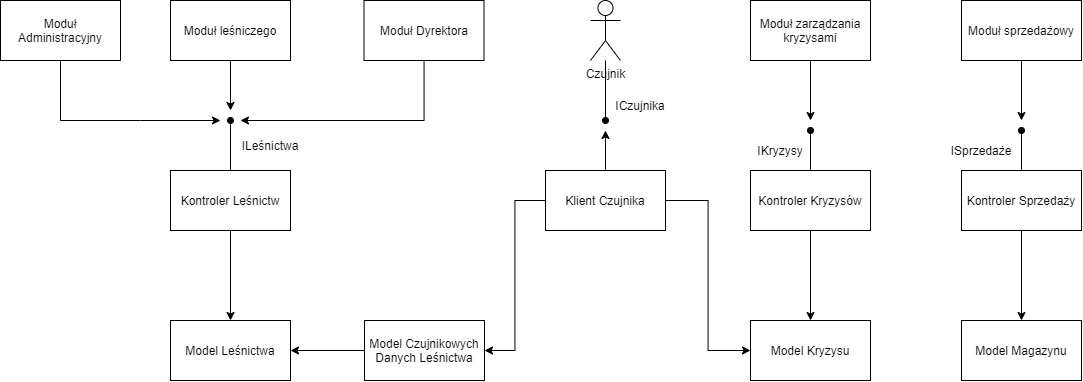 Moduł
Administracyjny
Moduł leśniczego
Moduł Dyrektora
Czujnik
Moduł zarządzania
kryzysami
Moduł sprzedażowy
ICzujnika
ILeśnictwa
IKryzysy
ISprzedaże
Kontroler Leśnictw
Klient Czujnika
Kontroler Kryzysów
Kontroler Sprzedaży
Model Leśnictwa
Model Czujnikowych
Danych Leśnictwa
Model Kryzysu
Model Magazynu